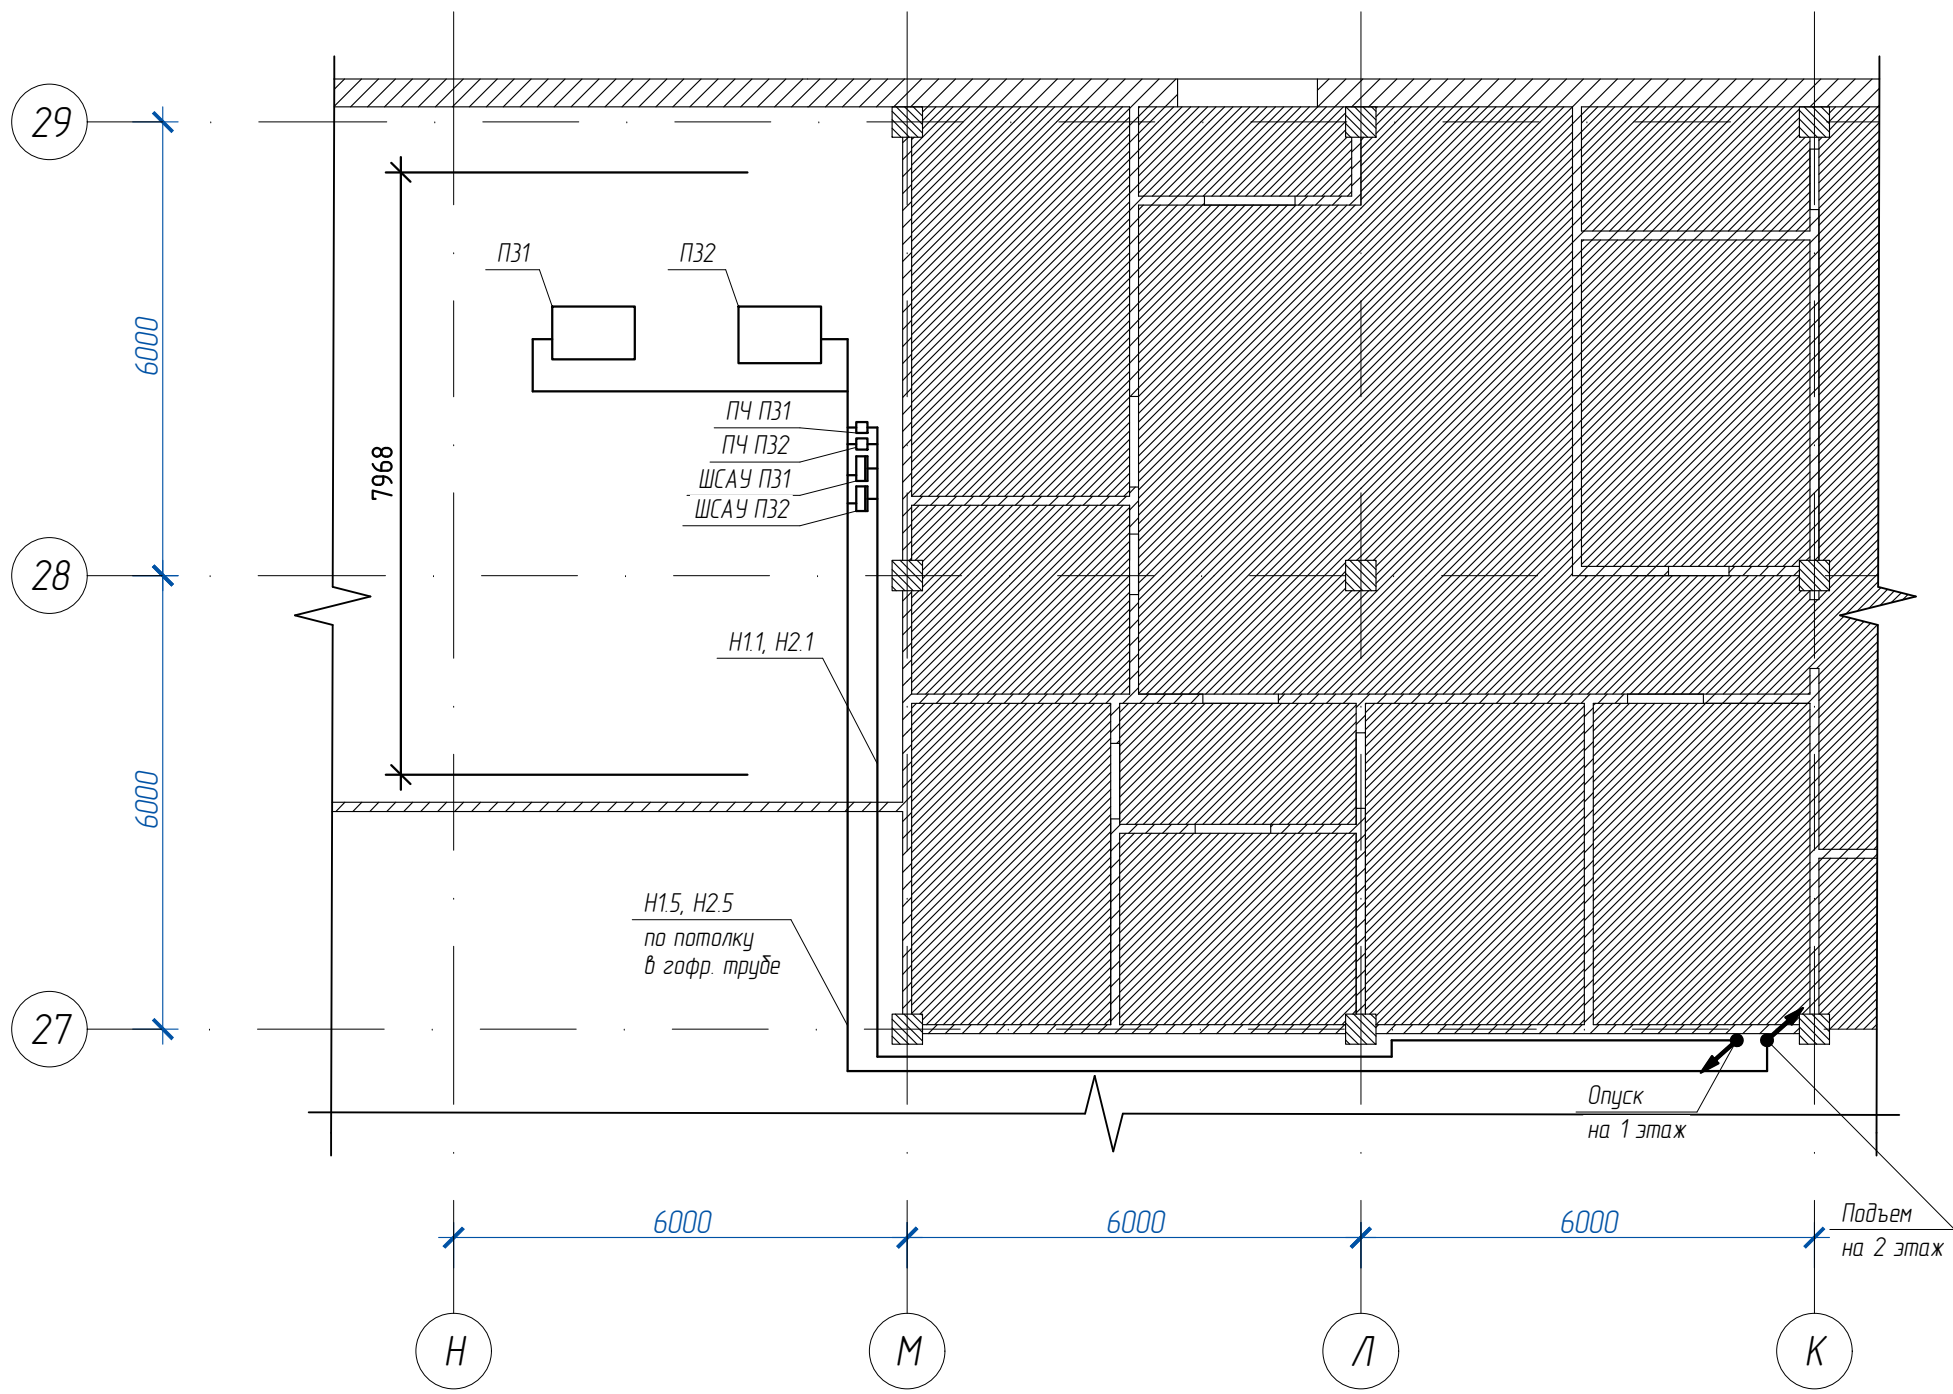 29
П31
П32
6000
ПЧ П31
ПЧ П32
7968
ШСАУ П31
ШСАУ П32
28
Н1.1, Н2.1
6000
Н1.5, Н2.5
по потолку
в гофр. трубе
27
Опуск
на 1 этаж
6000
6000
6000
Подъем
на 2 этаж
Н
М
Л
К